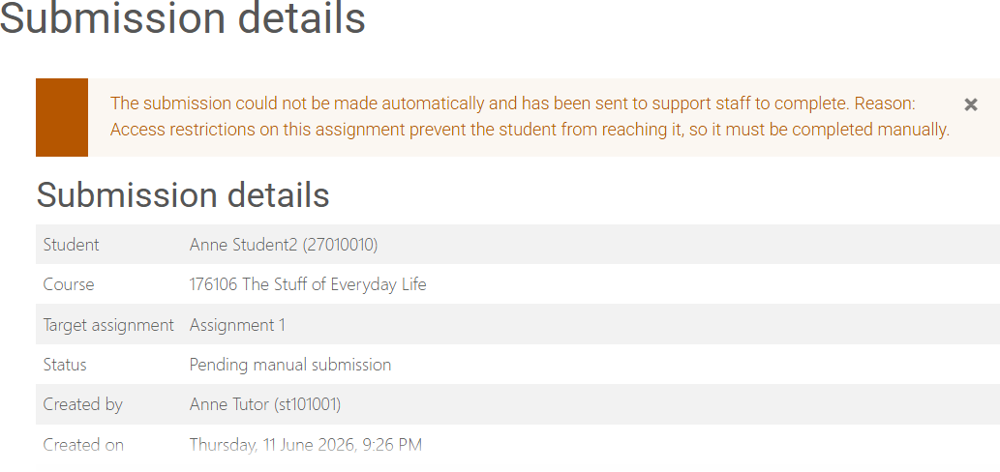 Submission details
The submission could not be made automatically and has been sent to support staff to complete. Reason:
Access restrictions on this assignment prevent the student from reaching it, so it must be completed manually.
Submission details
Student Anne Student2 (27010010)
Course 176106 The Stuff of Everyday Life
Target assignment Assignment 1
Status Pending manual submission
Created by Anne Tutor (st101001)
Created on Thursday, 11 June 2026, 9:26 PM